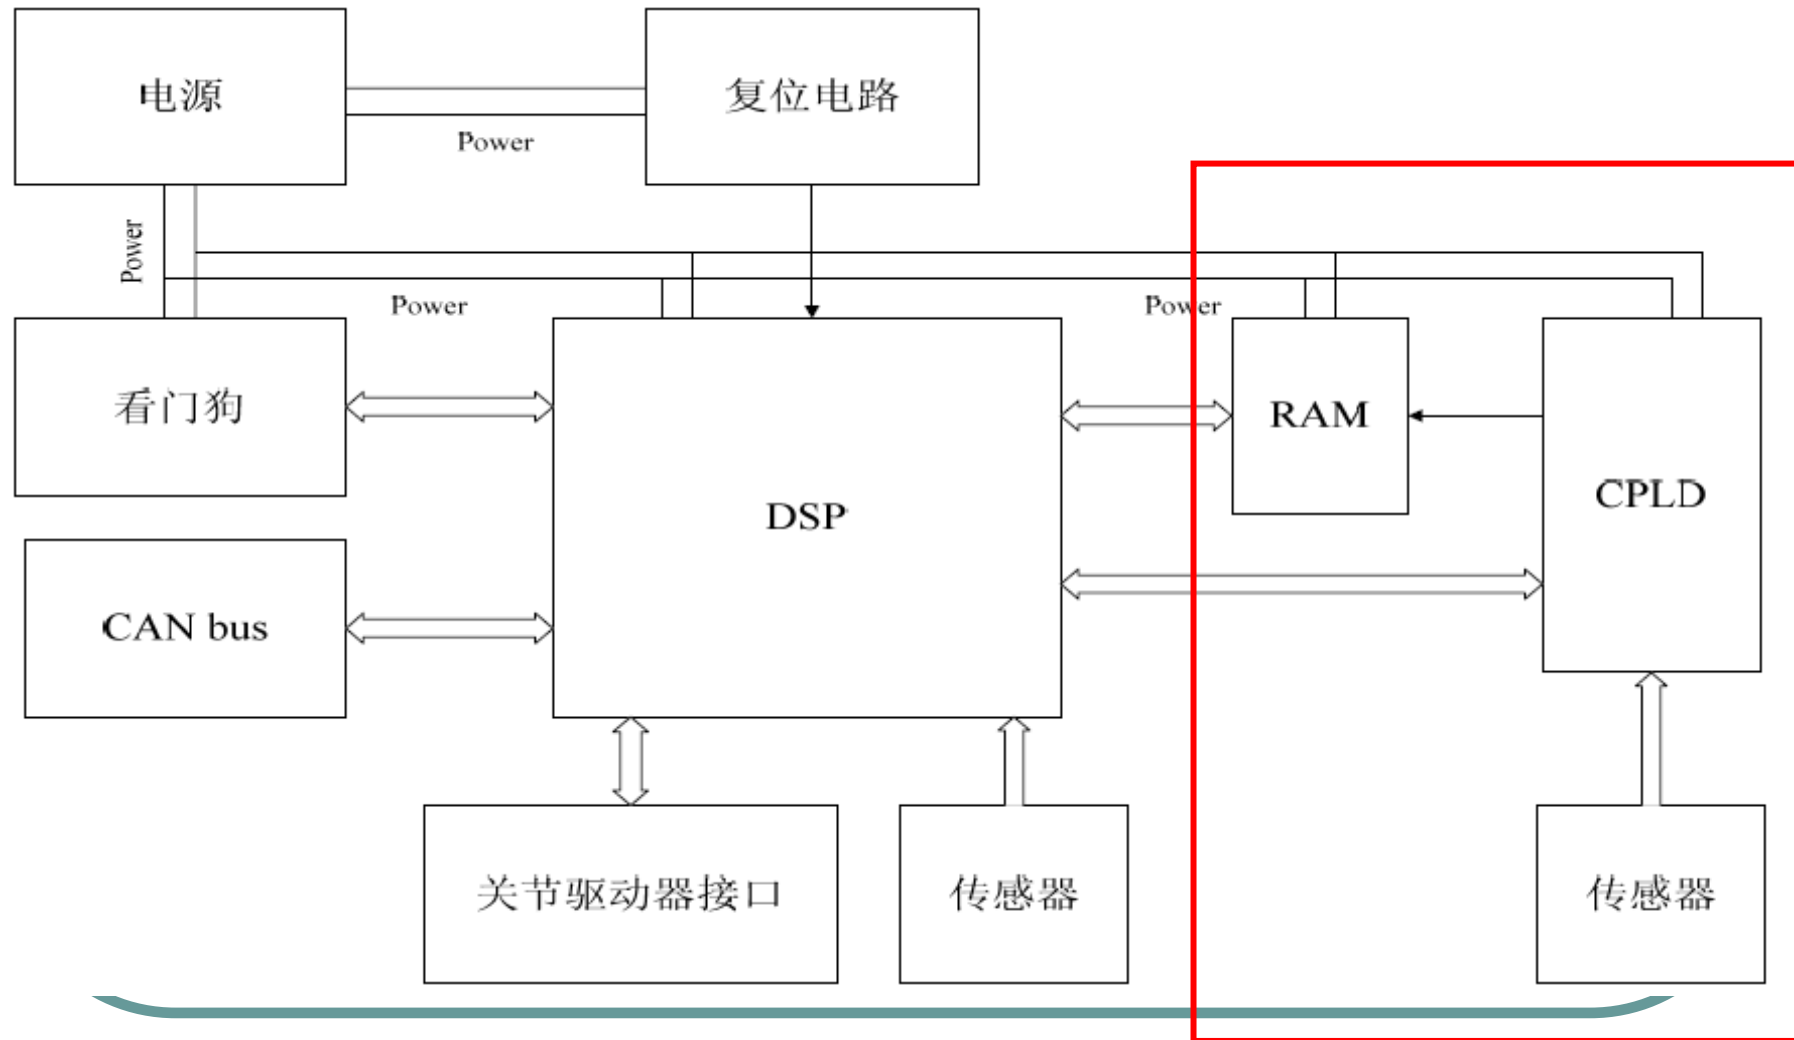 电源
复位电路
Power
Power
Power
Power
看门狗
RAM
CPLD
DSP
CAN bus
关节驱动器接口
传感器
传感器